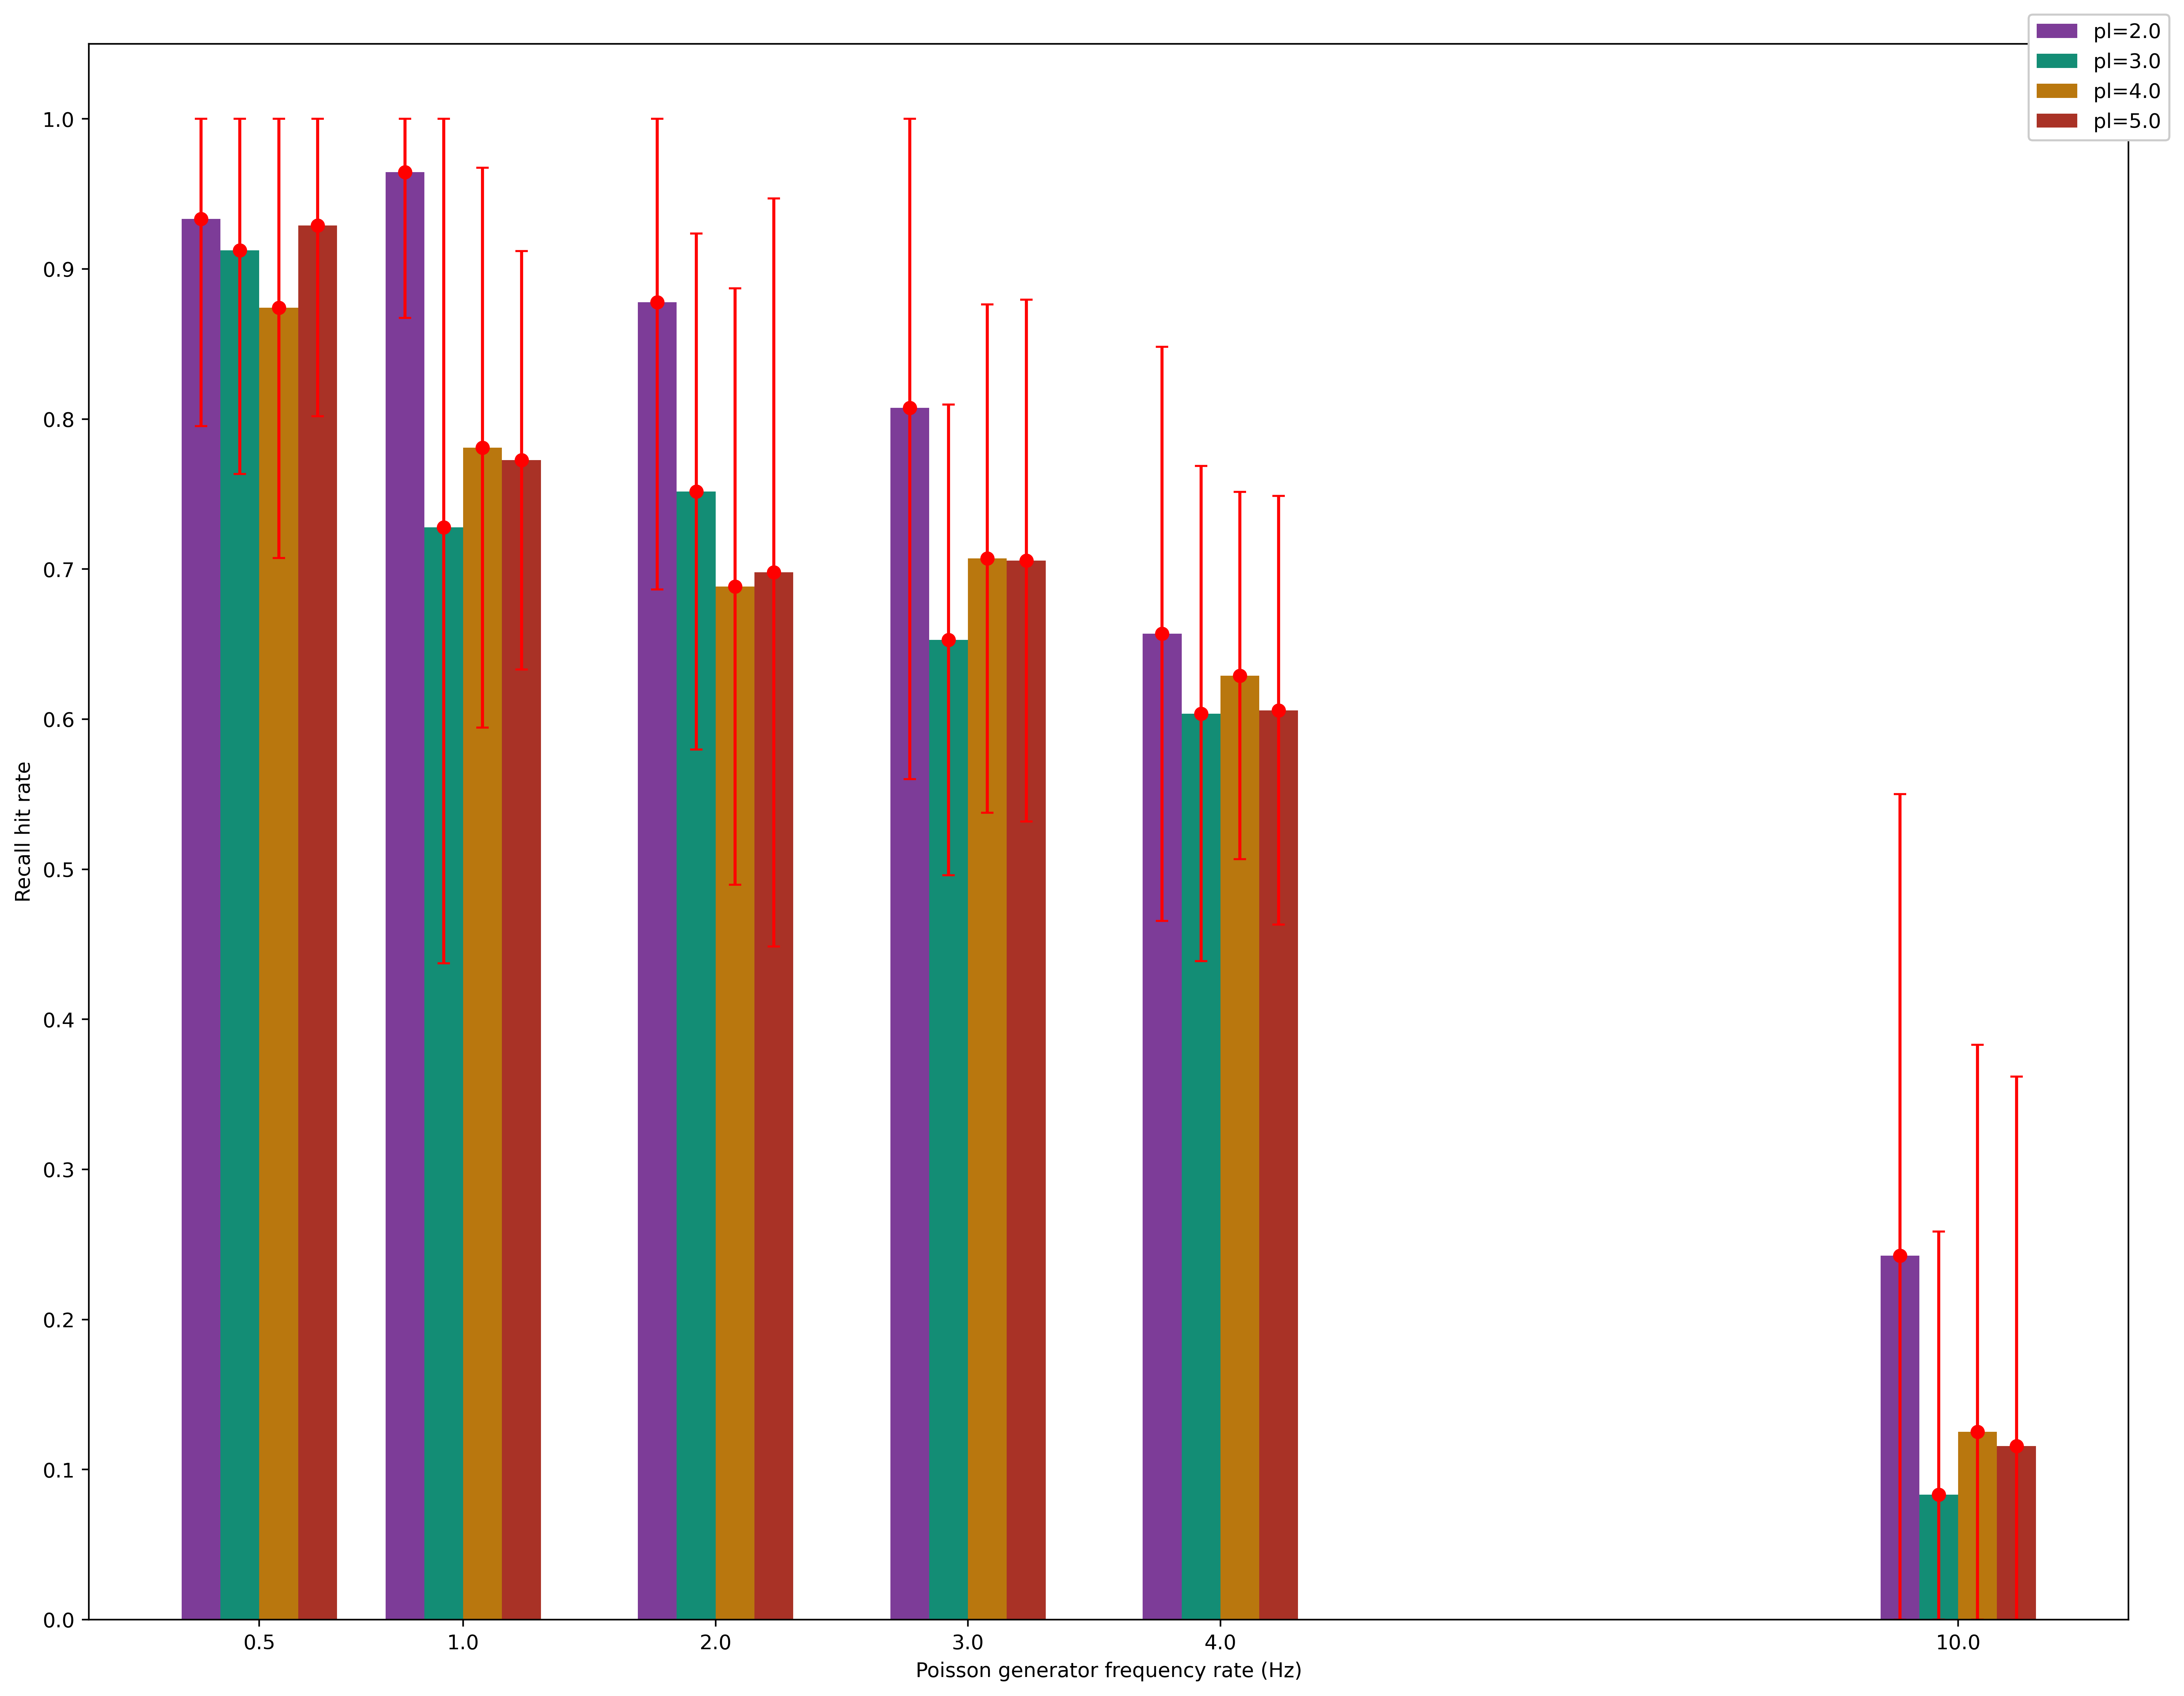 pl=2.0
pl=3.0
pl=4.0
pl=5.0
1.0
0.9
0.8
0.7
0.6
0.5
0.4
0.3
0.2
0.1
0.0
Recall hit rate
0.5 1.0 2.0 3.0 4.0 10.0
Poisson generator frequency rate (Hz)